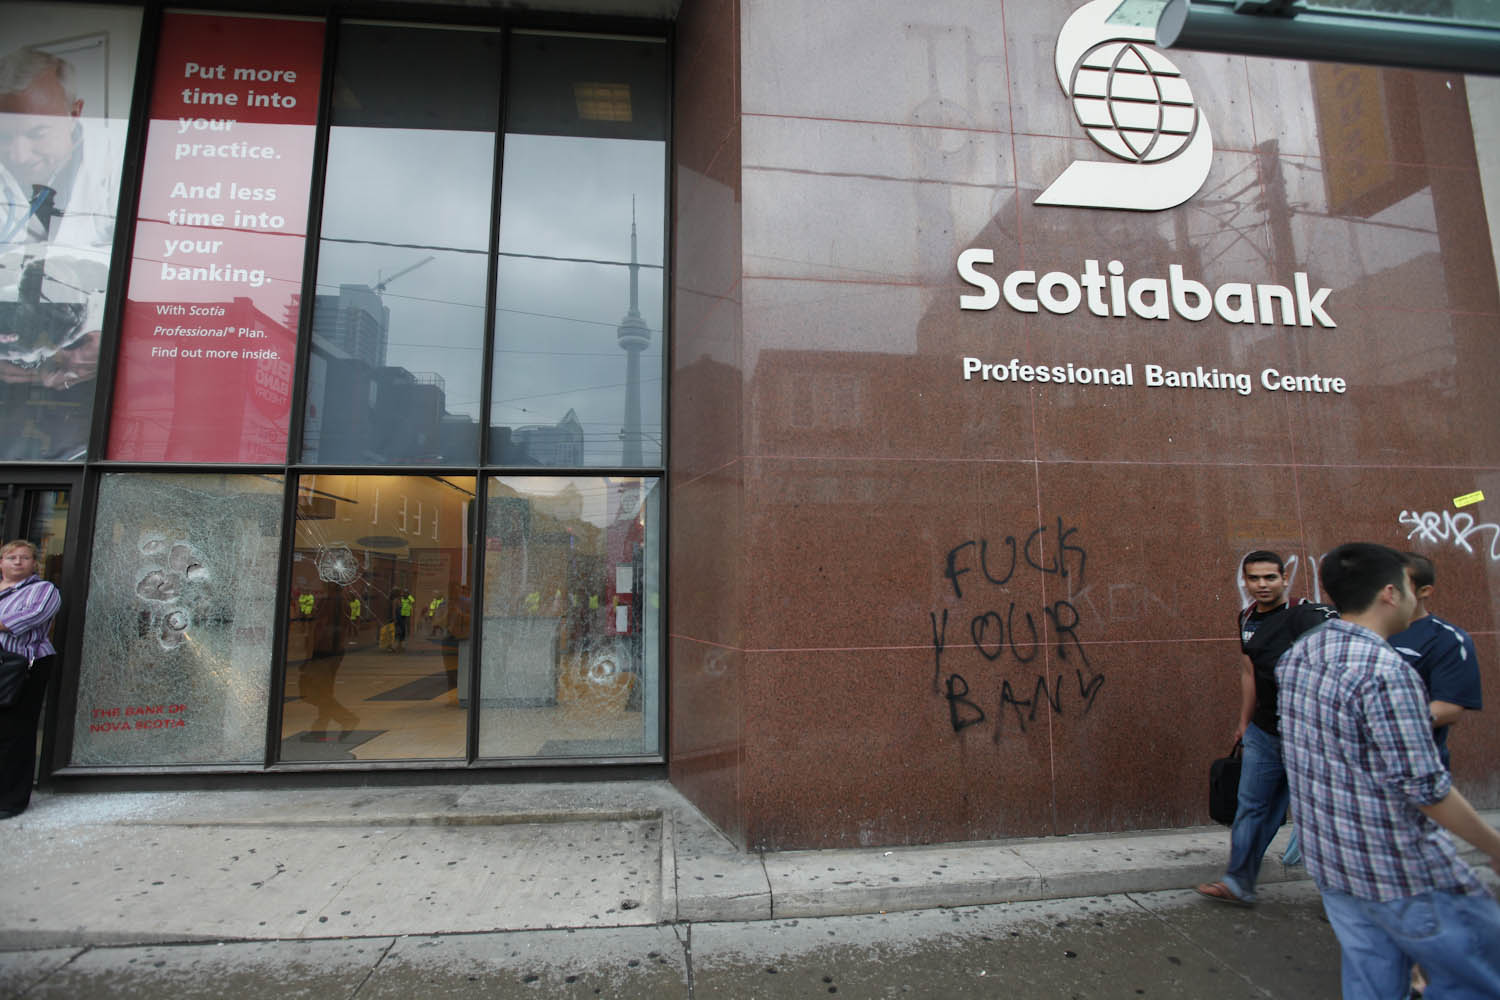 Put more
time into
your
practice.
And less
time into
your
banking.
With Scotia
Professional® Plan.
Find out more inside.
THE BANK OF
NOVA SCOTIA
Scotiabank
Professional Banking Centre
FUCK
YOUR
BANK